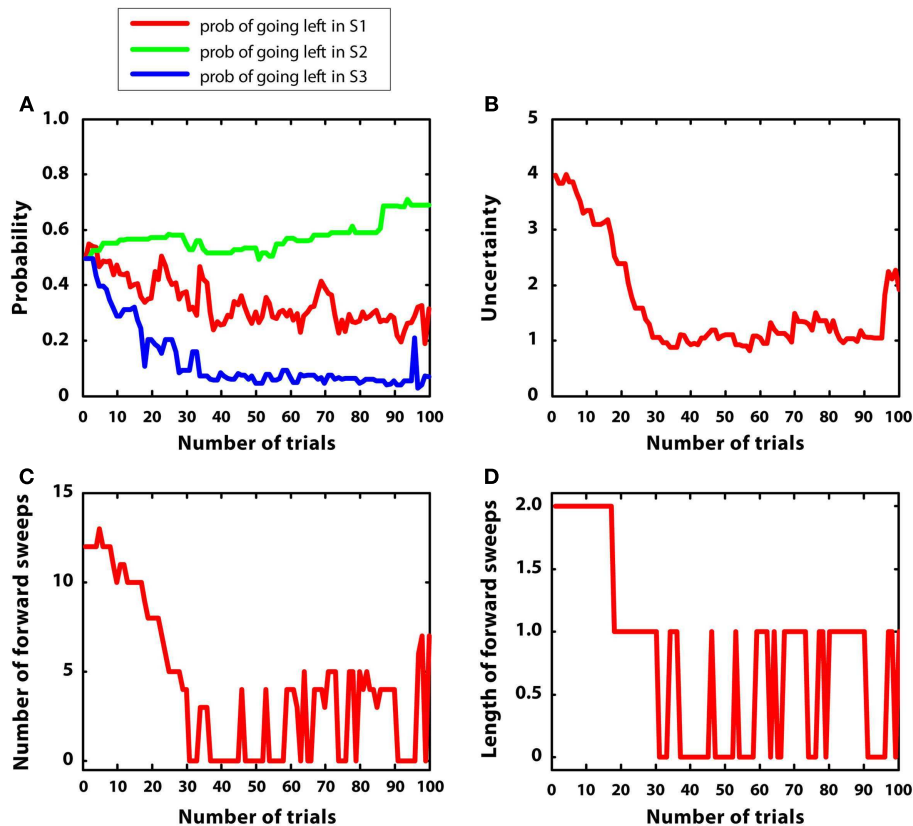 prob of going left in S1
prob of going left in S2
prob of going left in S3
A
1.0
0.8
0.6
0.4
0.2
0
Probability
0 10 20 30 40 50 60 70 80 90 100
Number of trials
B
5
4
3
2
1
0
Uncertainty
0 10 20 30 40 50 60 70 80 90 100
Number of trials
C
15
10
5
0
Number of forward sweeps
0 10 20 30 40 50 60 70 80 90 100
Number of trials
D
2.0
1.5
1.0
0.5
0
Length of forward sweeps
0 10 20 30 40 50 60 70 80 90 100
Number of trials